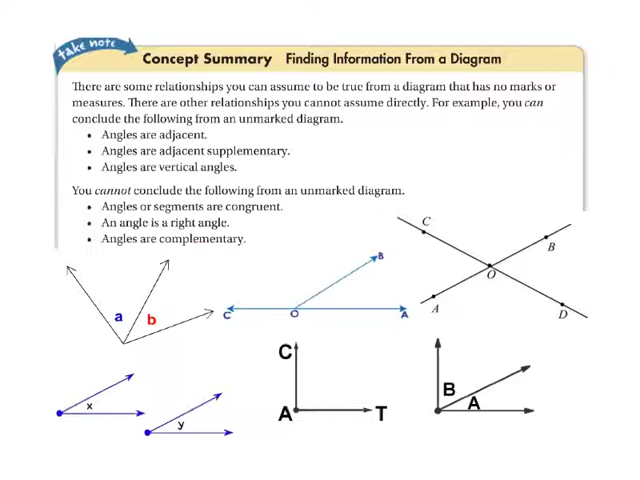 take note
Concept Summary Finding Information From a Diagram
There are some relationships you can assume to be true from a diagram that has no marks or
measures. There are other relationships you cannot assume directly. For example, you can
conclude the following from an unmarked diagram.
• Angles are adjacent.
• Angles are adjacent supplementary.
• Angles are vertical angles.
You cannot conclude the following from an unmarked diagram.
• Angles or segments are congruent.
• An angle is a right angle.
• Angles are complementary.
a
b
B
C
O
A
C
B
O
A
D
x
y
C
A
T
B
A